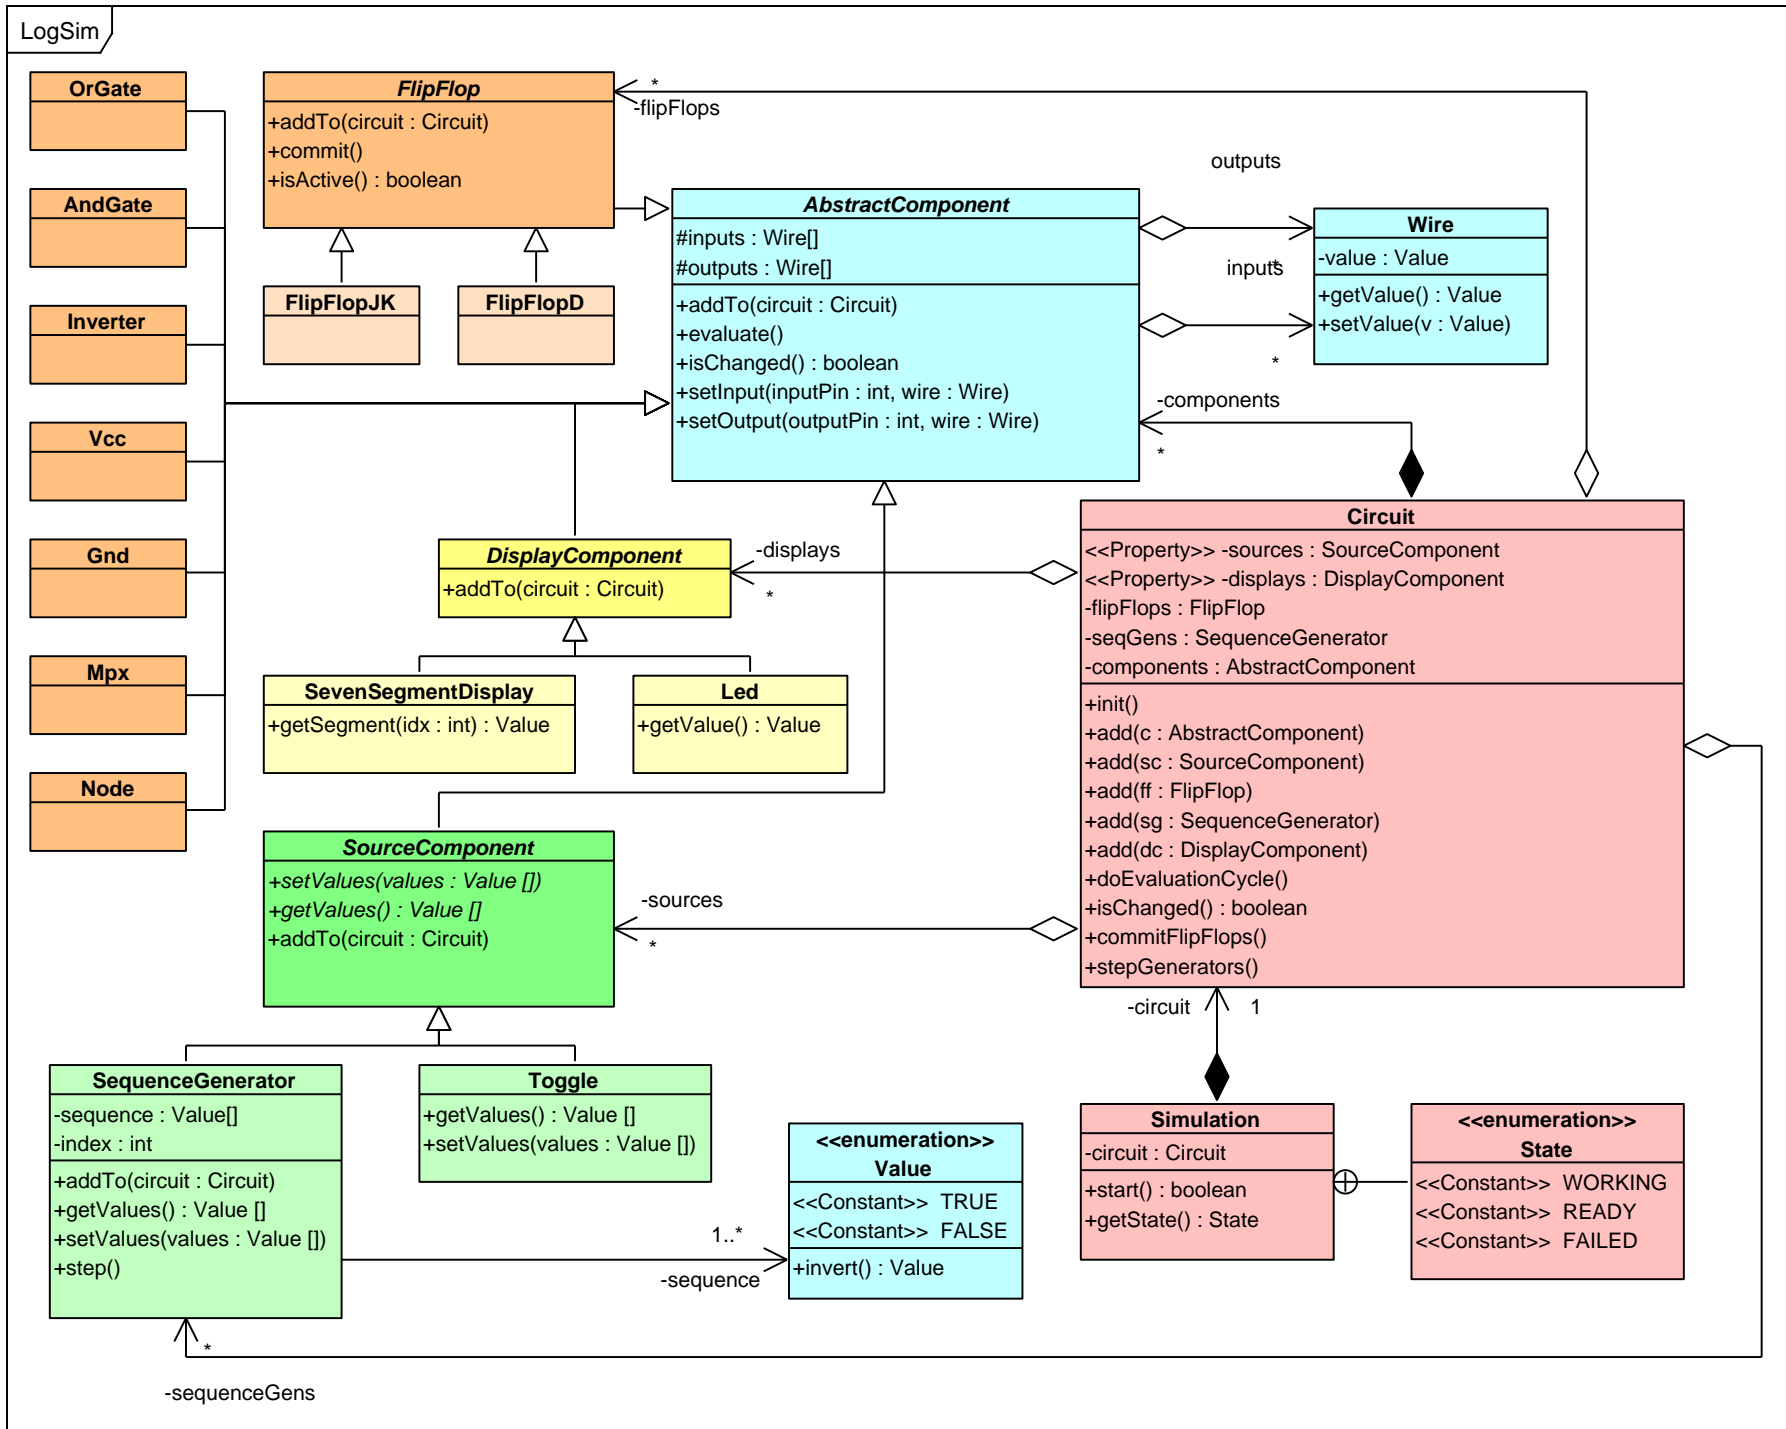 LogSim
OrGate
AndGate
Inverter
Vcc
Gnd
Mpx
Node
FlipFlop
+addTo(circuit : Circuit)
+commit()
+isActive() : boolean
*
-flipFlops
FlipFlopJK
FlipFlopD
AbstractComponent
#inputs : Wire[]
#outputs : Wire[]
+addTo(circuit : Circuit)
+evaluate()
+isChanged() : boolean
+setInput(inputPin : int, wire : Wire)
+setOutput(outputPin : int, wire : Wire)
outputs
*
inputs
*
Wire
-value : Value
+getValue() : Value
+setValue(v : Value)
-components
*
DisplayComponent
+addTo(circuit : Circuit)
-displays
*
SevenSegmentDisplay
+getSegment(idx : int) : Value
Led
+getValue() : Value
Circuit
<<Property>> -sources : SourceComponent
<<Property>> -displays : DisplayComponent
-flipFlops : FlipFlop
-seqGens : SequenceGenerator
-components : AbstractComponent
+init()
+add(c : AbstractComponent)
+add(sc : SourceComponent)
+add(ff : FlipFlop)
+add(sg : SequenceGenerator)
+add(dc : DisplayComponent)
+doEvaluationCycle()
+isChanged() : boolean
+commitFlipFlops()
+stepGenerators()
SourceComponent
+setValues(values : Value [])
+getValues() : Value []
+addTo(circuit : Circuit)
-sources
*
-circuit
1
SequenceGenerator
-sequence : Value[]
-index : int
+addTo(circuit : Circuit)
+getValues() : Value []
+setValues(values : Value [])
+step()
Toggle
+getValues() : Value []
+setValues(values : Value [])
1..*
-sequence
<<enumeration>>
Value
<<Constant>> TRUE
<<Constant>> FALSE
+invert() : Value
Simulation
-circuit : Circuit
+start() : boolean
+getState() : State
<<enumeration>>
State
<<Constant>> WORKING
<<Constant>> READY
<<Constant>> FAILED
*
-sequenceGens